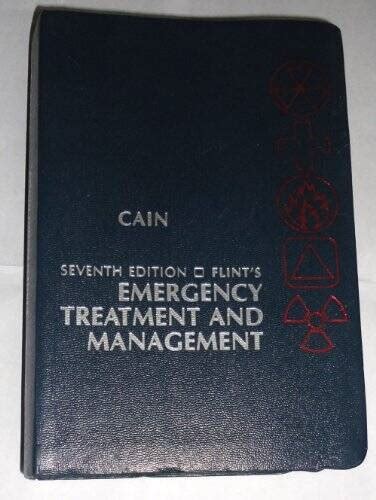 CAIN
SEVENTH EDITION □ FLINT'S
EMERGENCY
TREATMENT AND
MANAGEMENT